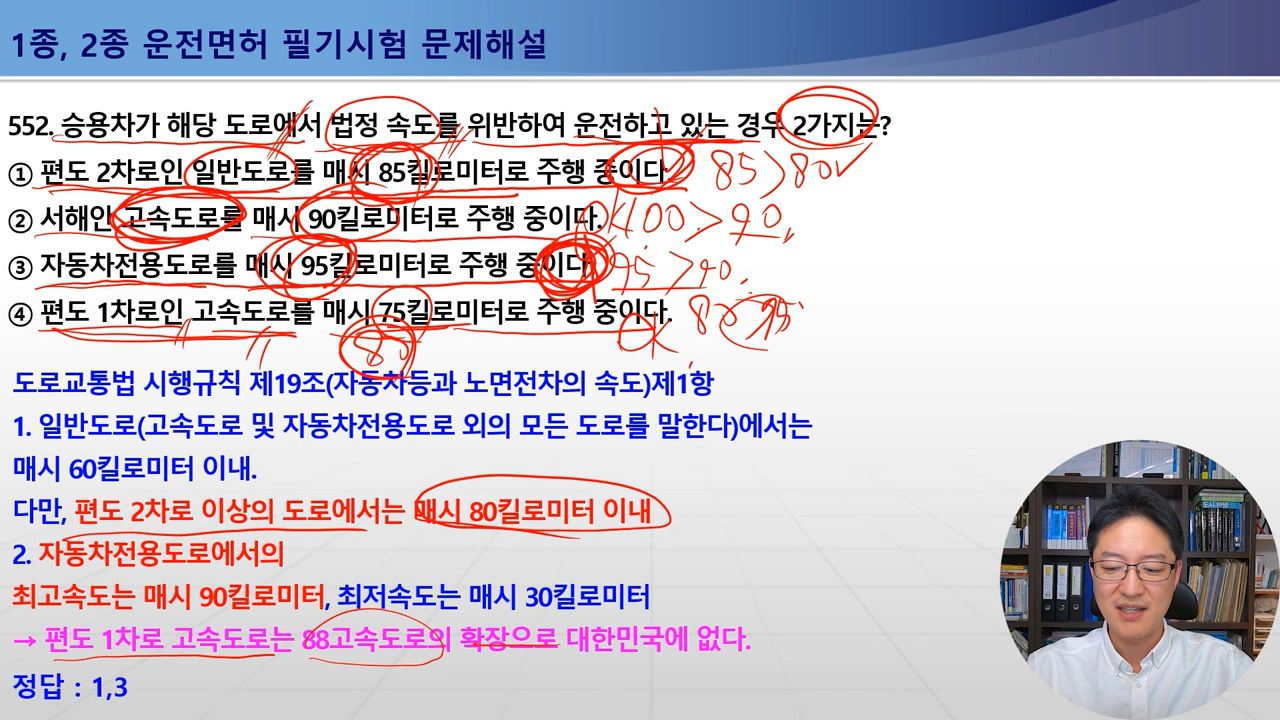 1종, 2종 운전면허 필기시험 문제해설
552. 승용차가 해당 도로에서 법정 속도를 위반하여 운전하고 있는 경우 2가지는?
① 편도 2차로인 일반도로를 매시 85킬로미터로 주행 중이다. 85 > 80
② 서해안 고속도로를 매시 90킬로미터로 주행 중이다. 100 > 90
③ 자동차전용도로를 매시 95킬로미터로 주행 중이다. 95 > 90
④ 편도 1차로인 고속도로를 매시 75킬로미터로 주행 중이다. 80 75
80 OK
도로교통법 시행규칙 제19조(자동차등과 노면전차의 속도)제1항
1. 일반도로(고속도로 및 자동차전용도로 외의 모든 도로를 말한다)에서는
매시 60킬로미터 이내.
다만, 편도 2차로 이상의 도로에서는 매시 80킬로미터 이내
2. 자동차전용도로에서의
최고속도는 매시 90킬로미터, 최저속도는 매시 30킬로미터
→ 편도 1차로 고속도로는 88고속도로의 확장으로 대한민국에 없다.
정답 : 1,3